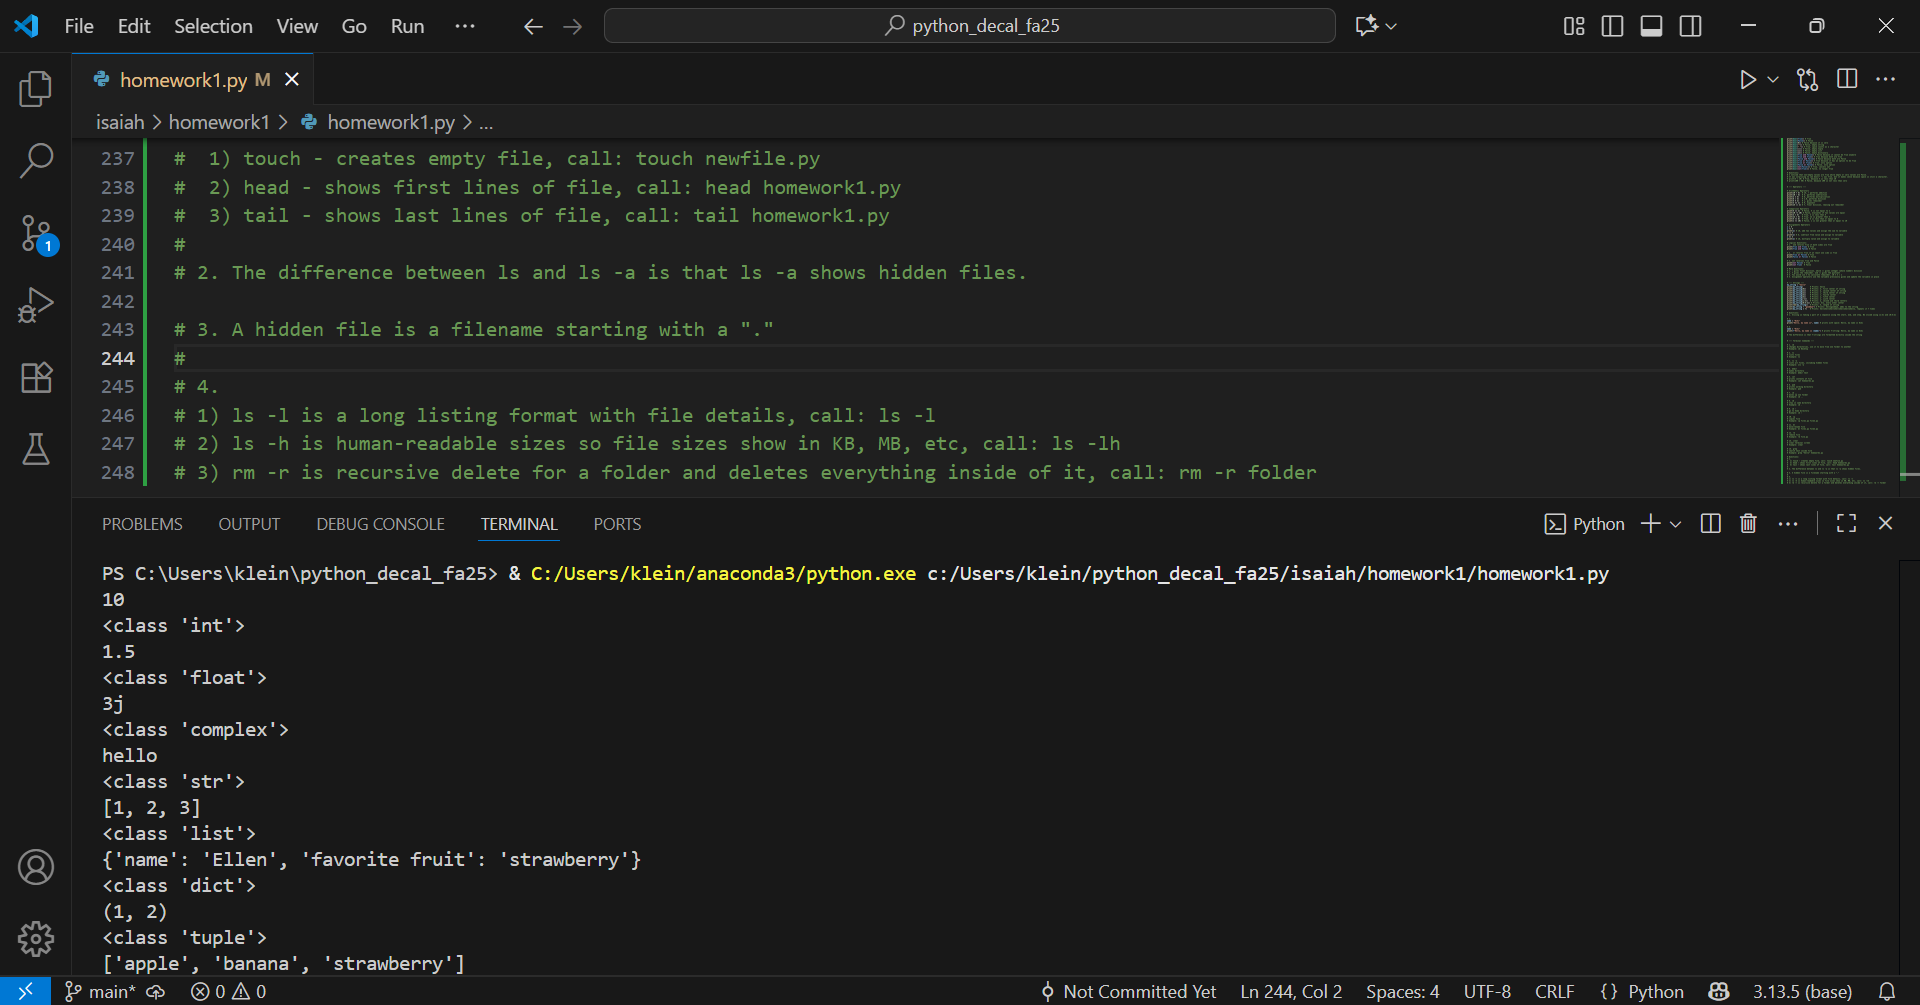 File Edit Selection View Go Run ... python_decal_fa25
homework1.py M
isaiah > homework1 > homework1.py > ...
237 #  1) touch - creates empty file, call: touch newfile.py
238 #  2) head - shows first lines of file, call: head homework1.py
239 #  3) tail - shows last lines of file, call: tail homework1.py
240 #
241 # 2. The difference between ls and ls -a is that ls -a shows hidden files.
242
243 # 3. A hidden file is a filename starting with a "."
244 #
245 # 4.
246 # 1) ls -l is a long listing format with file details, call: ls -l
247 # 2) ls -h is human-readable sizes so file sizes show in KB, MB, etc, call: ls -lh
248 # 3) rm -r is recursive delete for a folder and deletes everything inside of it, call: rm -r folder
1
PROBLEMS OUTPUT DEBUG CONSOLE TERMINAL PORTS Python
PS C:\Users\klein\python_decal_fa25> & C:/Users/klein/anaconda3/python.exe c:/Users/klein/python_decal_fa25/isaiah/homework1/homework1.py
10
<class 'int'>
1.5
<class 'float'>
3j
<class 'complex'>
hello
<class 'str'>
[1, 2, 3]
<class 'list'>
{'name': 'Ellen', 'favorite fruit': 'strawberry'}
<class 'dict'>
(1, 2)
<class 'tuple'>
['apple', 'banana', 'strawberry']
main* 0 0 Not Committed Yet Ln 244, Col 2 Spaces: 4 UTF-8 CRLF {} Python 3.13.5 (base)